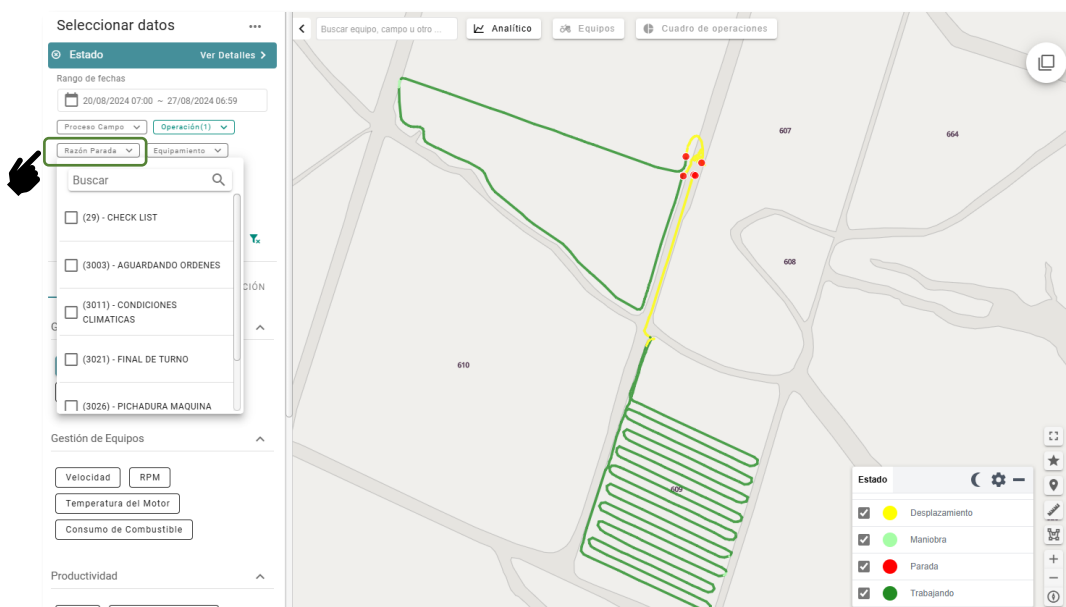 Seleccionar datos
Estado
Ver Detalles
Rango de fechas
20/08/2024 07:00 ~ 27/08/2024 06:59
Proceso Campo
Operación(1)
Razón Parada
Equipamiento
Buscar
(29) - CHECK LIST
(3003) - AGUARDANDO ORDENES
(3011) - CONDICIONES
CLIMATICAS
(3021) - FINAL DE TURNO
(3026) - PICHADURA MAQUINA
CIÓN
G
Gestión de Equipos
Velocidad
RPM
Temperatura del Motor
Consumo de Combustible
Productividad
Buscar equipo, campo u otro ...
Analítico
Equipos
Cuadro de operaciones
607
664
608
610
609
Estado
Desplazamiento
Maniobra
Parada
Trabajando